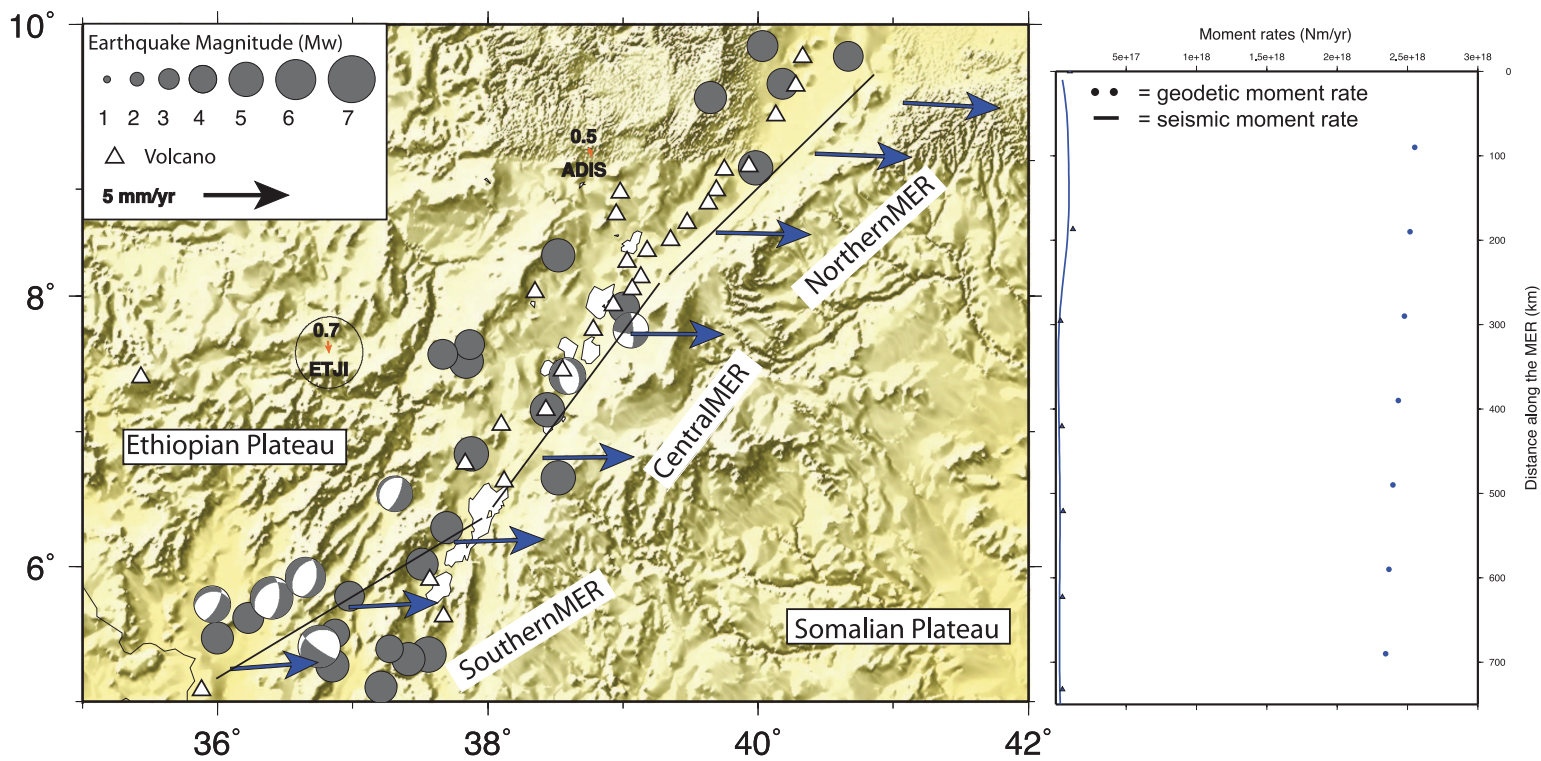 10°
8°
6°
36°
38°
40°
42°
Earthquake Magnitude (Mw)
1 2 3 4 5 6 7
Volcano
5 mm/yr
0.5
ADIS
0.7
ETJI
Ethiopian Plateau
NorthernMER
CentralMER
SouthernMER
Somalian Plateau
Moment rates (Nm/yr)
5e+17 1e+18 1.5e+18 2e+18 2.5e+18 3e+18
= geodetic moment rate
= seismic moment rate
0
100
200
300
400
500
600
700
Distance along the MER (km)